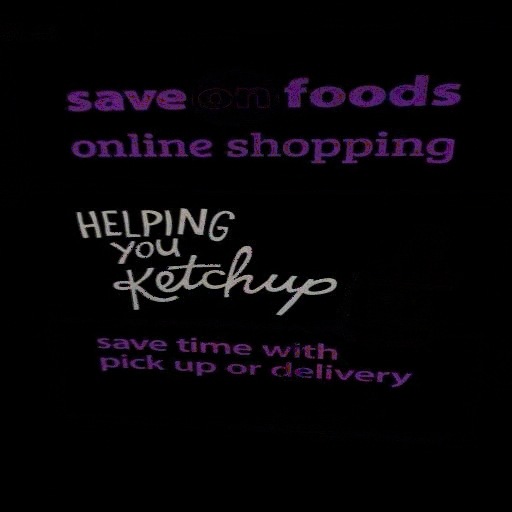 save on foods
online shopping
HELPING
you
Ketchup
save time with
pick up or delivery